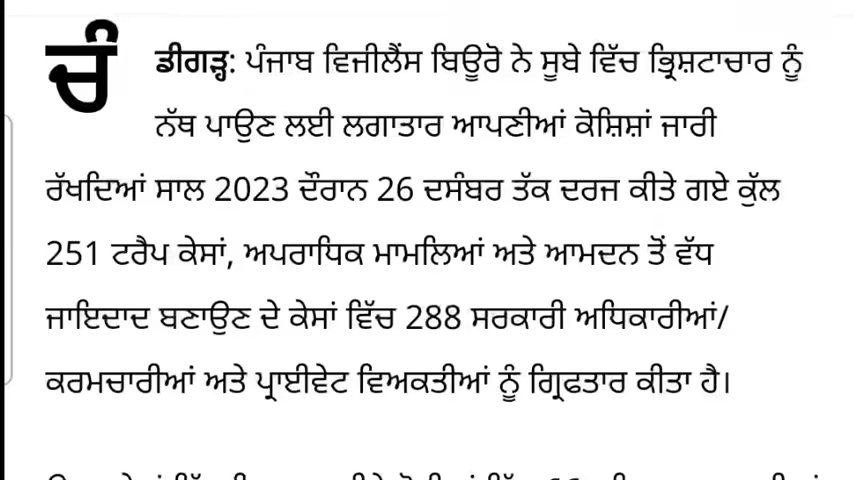 ਚੰਡੀਗੜ੍ਹ: ਪੰਜਾਬ ਵਿਜੀਲੈਂਸ ਬਿਊਰੋ ਨੇ ਸੂਬੇ ਵਿੱਚ ਭ੍ਰਿਸ਼ਟਾਚਾਰ ਨੂੰ
ਨੱਥ ਪਾਉਣ ਲਈ ਲਗਾਤਾਰ ਆਪਣੀਆਂ ਕੋਸ਼ਿਸ਼ਾਂ ਜਾਰੀ
ਰੱਖਦਿਆਂ ਸਾਲ 2023 ਦੌਰਾਨ 26 ਦਸੰਬਰ ਤੱਕ ਦਰਜ ਕੀਤੇ ਗਏ ਕੁੱਲ
251 ਟਰੈਪ ਕੇਸਾਂ, ਅਪਰਾਧਿਕ ਮਾਮਲਿਆਂ ਅਤੇ ਆਮਦਨ ਤੋਂ ਵੱਧ
ਜਾਇਦਾਦ ਬਣਾਉਣ ਦੇ ਕੇਸਾਂ ਵਿੱਚ 288 ਸਰਕਾਰੀ ਅਧਿਕਾਰੀਆਂ/
ਕਰਮਚਾਰੀਆਂ ਅਤੇ ਪ੍ਰਾਈਵੇਟ ਵਿਅਕਤੀਆਂ ਨੂੰ ਗ੍ਰਿਫਤਾਰ ਕੀਤਾ ਹੈ।